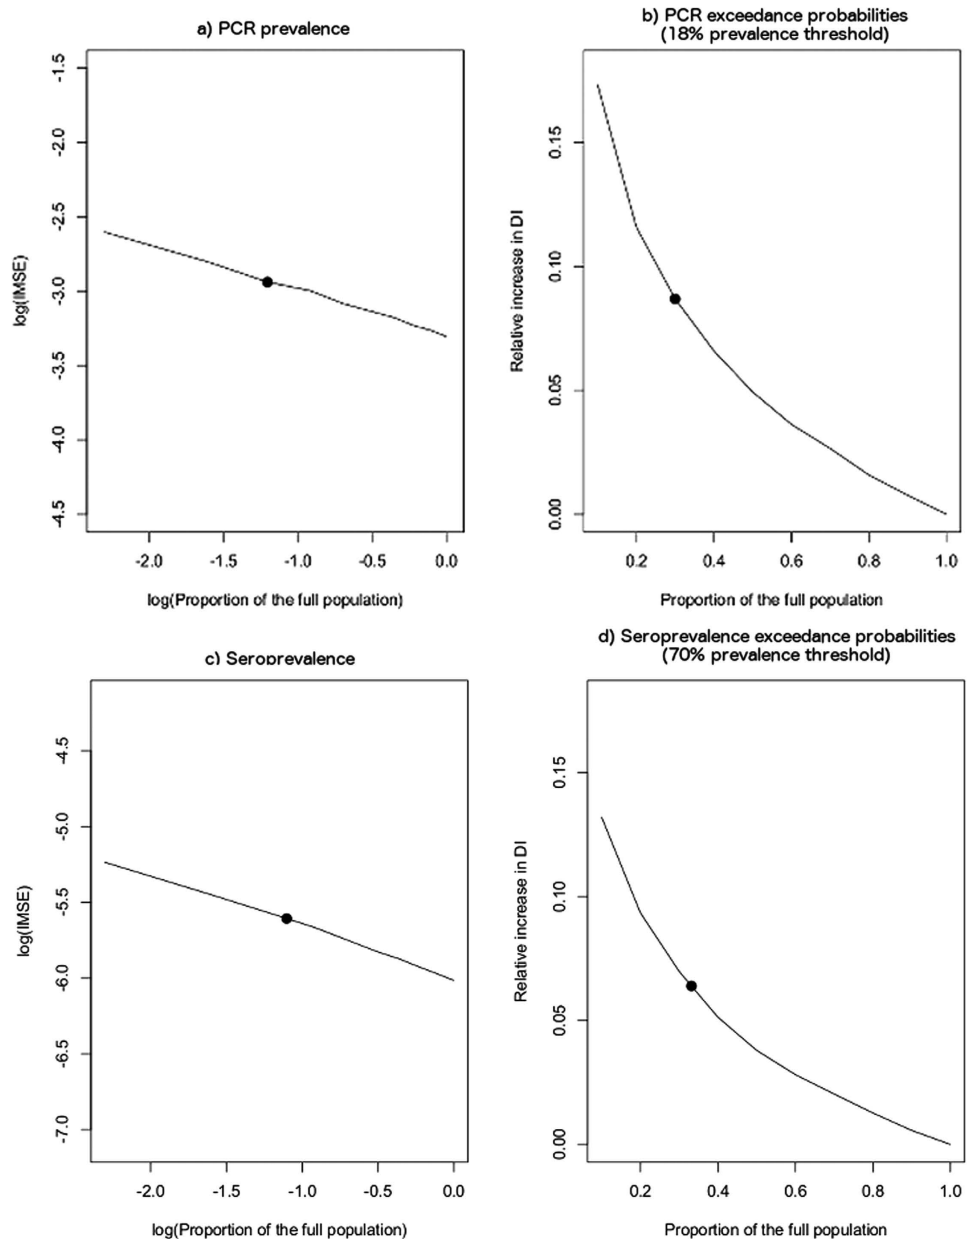 a) PCR prevalence
log(IMSE)
-1.5
-2.0
-2.5
-3.0
-3.5
-4.0
-4.5
-2.0 -1.5 -1.0 -0.5 0.0
log(Proportion of the full population)
b) PCR exceedance probabilities
(18% prevalence threshold)
Relative increase in DI
0.15
0.10
0.05
0.00
0.2 0.4 0.6 0.8 1.0
Proportion of the full population
c) Seroprevalence
log(IMSE)
-4.5
-5.0
-5.5
-6.0
-6.5
-7.0
-2.0 -1.5 -1.0 -0.5 0.0
log(Proportion of the full population)
d) Seroprevalence exceedance probabilities
(70% prevalence threshold)
Relative increase in DI
0.15
0.10
0.05
0.00
0.2 0.4 0.6 0.8 1.0
Proportion of the full population